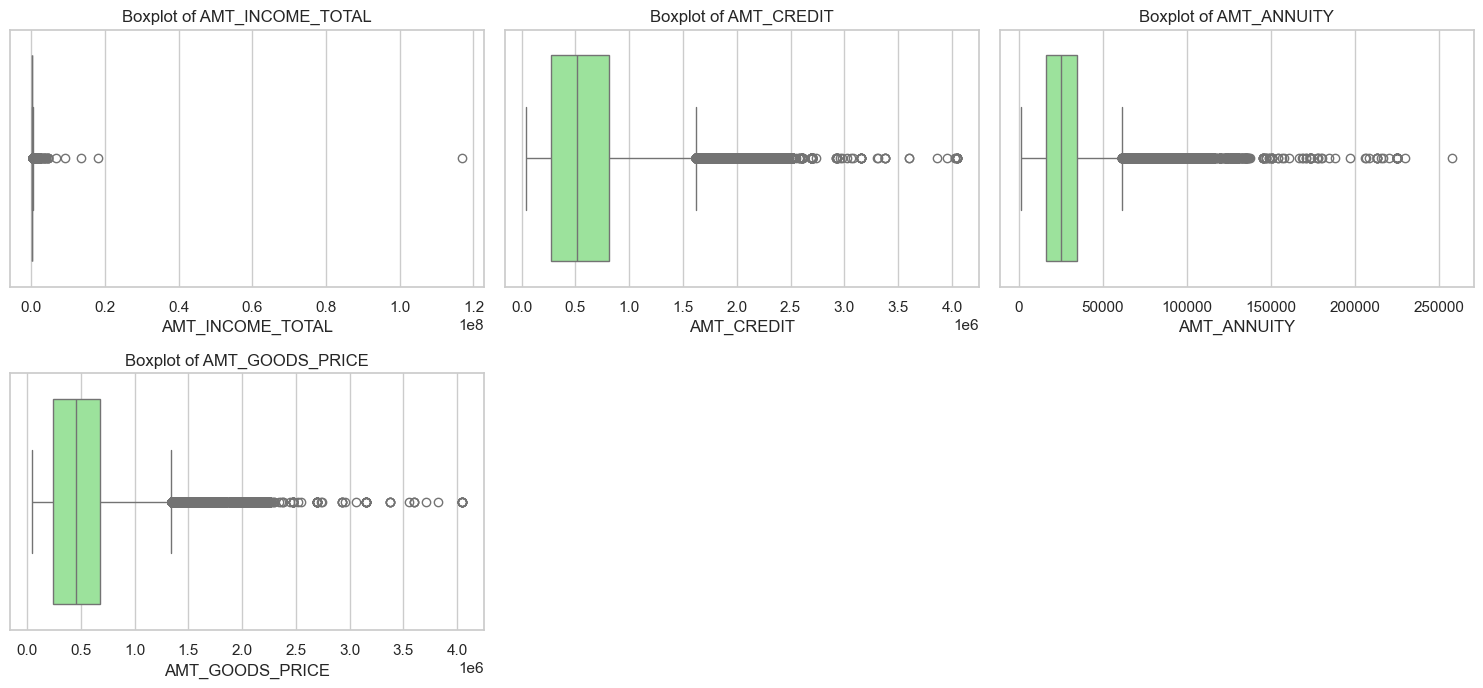 Boxplot of AMT_INCOME_TOTAL
0.0 0.2 0.4 0.6 0.8 1.0 1.2
1e8
AMT_INCOME_TOTAL
Boxplot of AMT_CREDIT
0.0 0.5 1.0 1.5 2.0 2.5 3.0 3.5 4.0
1e6
AMT_CREDIT
Boxplot of AMT_ANNUITY
0 50000 100000 150000 200000 250000
AMT_ANNUITY
Boxplot of AMT_GOODS_PRICE
0.0 0.5 1.0 1.5 2.0 2.5 3.0 3.5 4.0
1e6
AMT_GOODS_PRICE